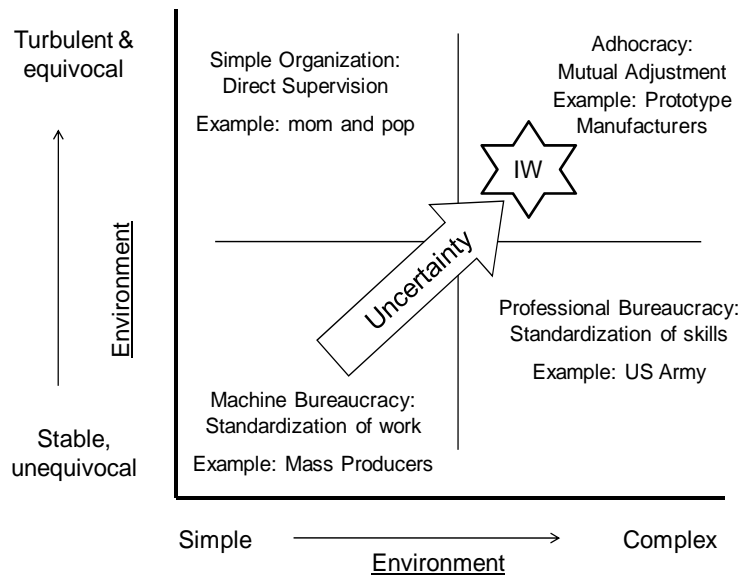 Turbulent &
equivocal
Simple Organization:
Direct Supervision
Example: mom and pop
Adhocracy:
Mutual Adjustment
Example: Prototype
Manufacturers
IW
Uncertainty
Environment
Professional Bureaucracy:
Standardization of skills
Example: US Army
Machine Bureaucracy:
Standardization of work
Example: Mass Producers
Stable,
unequivocal
Simple
Complex
Environment